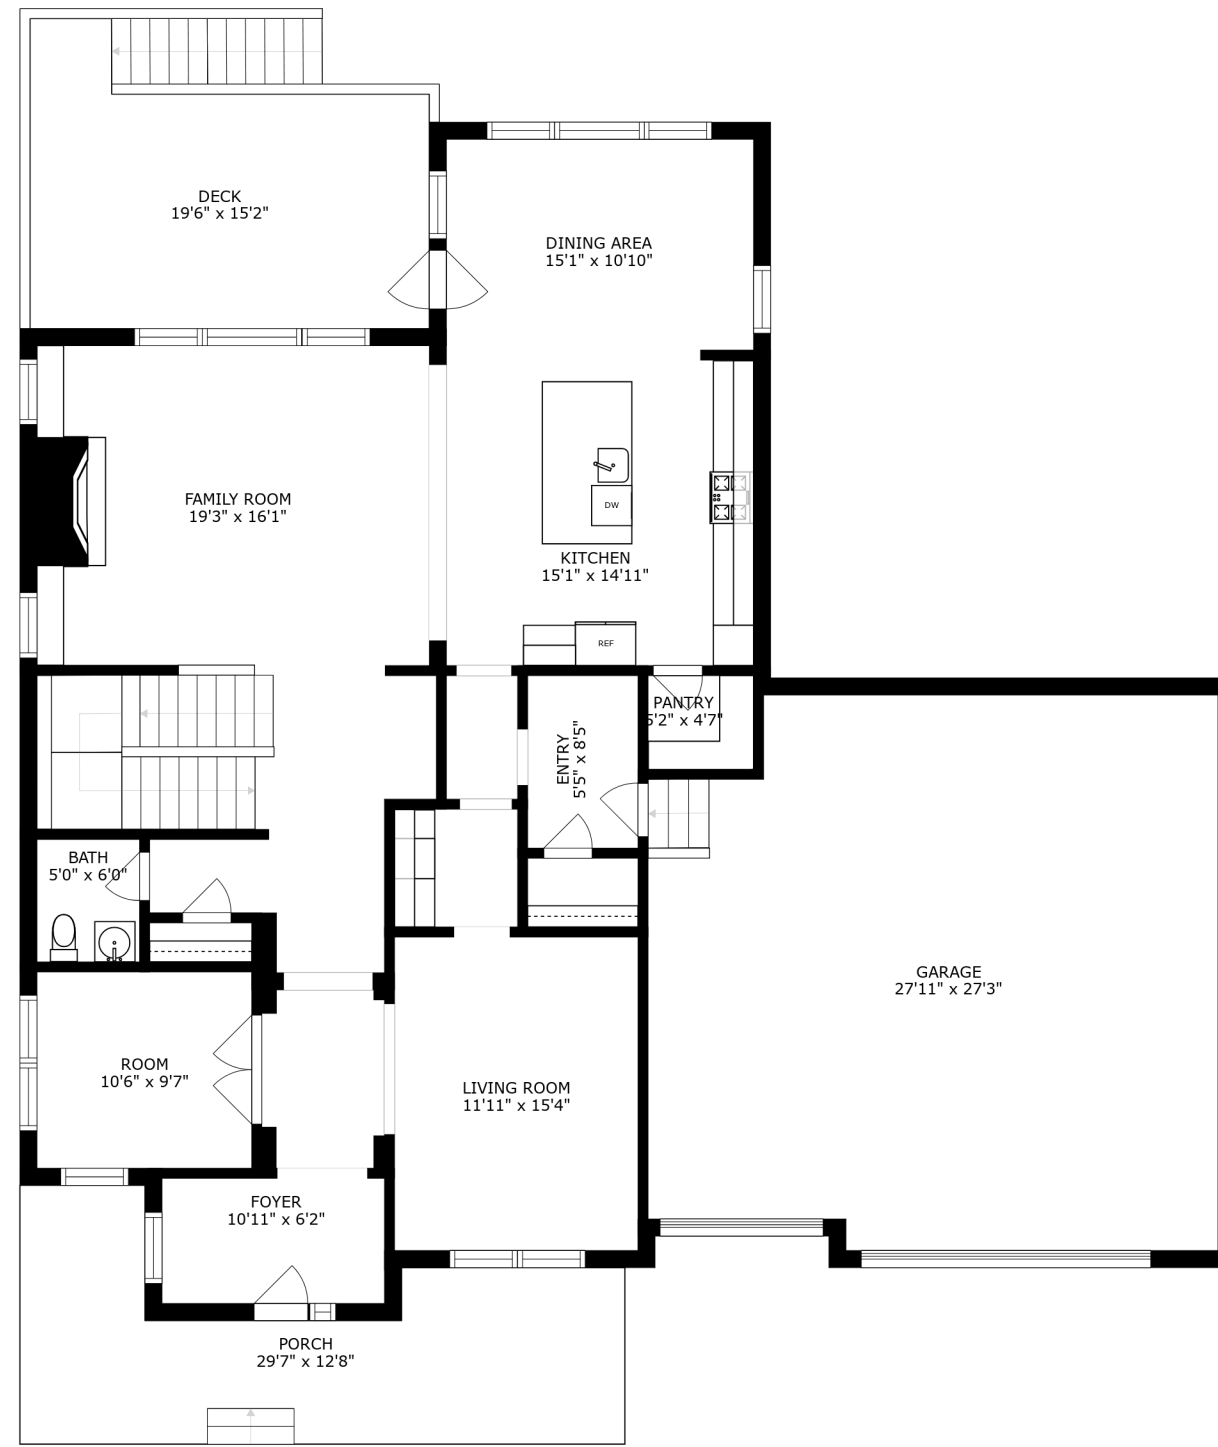 DECK
19'6" x 15'2"
DINING AREA
15'1" x 10'10"
FAMILY ROOM
19'3" x 16'1"
DW
KITCHEN
15'1" x 14'11"
REF
PANTRY
5'2" x 4'7"
ENTRY
5'5" x 8'5"
BATH
5'0" x 6'0"
GARAGE
27'11" x 27'3"
ROOM
10'6" x 9'7"
LIVING ROOM
11'11" x 15'4"
FOYER
10'11" x 6'2"
PORCH
29'7" x 12'8"